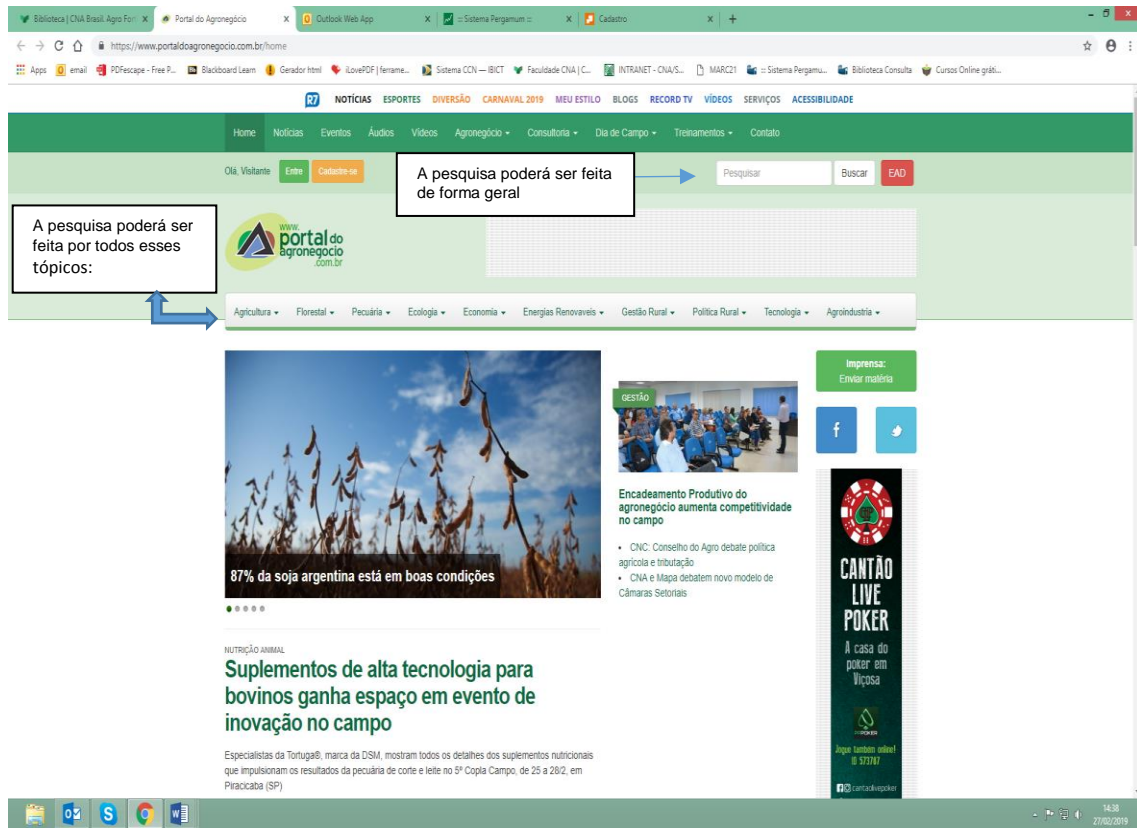 Biblioteca | CNA Brasil. Agro For
Portal do Agronegócio
Outlook Web App
::: Sistema Pergamum :::
Cadastro
https://www.portaldoagronegocio.com.br/home
Apps
email
PDFescape - Free P...
Blackboard Learn
Gerador html
iLovePDF | ferrame...
Sistema CCN — IBICT
Faculdade CNA | C...
INTRANET - CNA/S...
MARC21
::: Sistema Pergamu...
Biblioteca Consulta
Cursos Online gráti...
R7 NOTÍCIAS ESPORTES DIVERSÃO CARNAVAL 2019 MEU ESTILO BLOGS RECORD TV VÍDEOS SERVIÇOS ACESSIBILIDADE
Home Notícias Eventos Áudios Vídeos Agronegócio Consultoria Dia de Campo Treinamentos Contato
Olá, Visitante Entre Cadastre-se
A pesquisa poderá ser feita
de forma geral
Pesquisar Buscar EAD
A pesquisa poderá ser
feita por todos esses
tópicos:
www.
portal do
agronegocio
.com.br
Agricultura Florestal Pecuária Ecologia Economia Energias Renovaveis Gestão Rural Política Rural Tecnologia Agroindustria
87% da soja argentina está em boas condições
GESTÃO
Encadeamento Produtivo do
agronegócio aumenta competitividade
no campo
• CNC: Conselho do Agro debate política
agrícola e tributação
• CNA e Mapa debatem novo modelo de
Câmaras Setoriais
Imprensa:
Enviar matéria
CANTÃO
LIVE
POKER
A casa do
poker em
Viçosa
Jogue também online!
ID 573767
cantaolivepoker
NUTRIÇÃO ANIMAL
Suplementos de alta tecnologia para
bovinos ganha espaço em evento de
inovação no campo
Especialistas da Tortuga®, marca da DSM, mostram todos os detalhes dos suplementos nutricionais
que impulsionam os resultados da pecuária de corte e leite no 5º Copla Campo, de 25 a 28/2, em
Piracicaba (SP)
14:38
27/02/2019